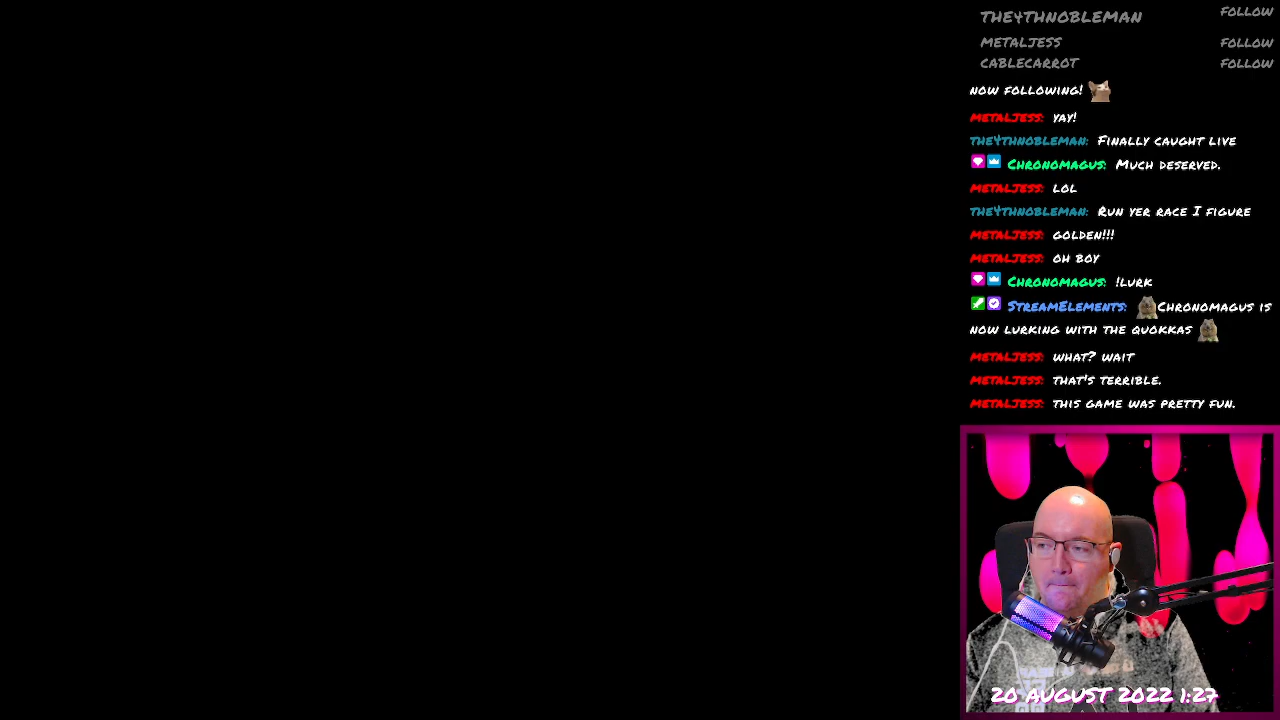 THE4THNOBLEMAN FOLLOW
METALJESS FOLLOW
CABLECARROT FOLLOW
NOW FOLLOWING!
METALJESS: YAY!
THE4THNOBLEMAN: FINALLY CAUGHT LIVE
CHRONOMAGUS: MUCH DESERVED.
METALJESS: LOL
THE4THNOBLEMAN: RUN YER RACE I FIGURE
METALJESS: GOLDEN!!!
METALJESS: OH BOY
CHRONOMAGUS: !LURK
STREAMELEMENTS: CHRONOMAGUS IS
NOW LURKING WITH THE QUOKKAS
METALJESS: WHAT? WAIT
METALJESS: THAT'S TERRIBLE.
METALJESS: THIS GAME WAS PRETTY FUN.
20 AUGUST 2022 1:27